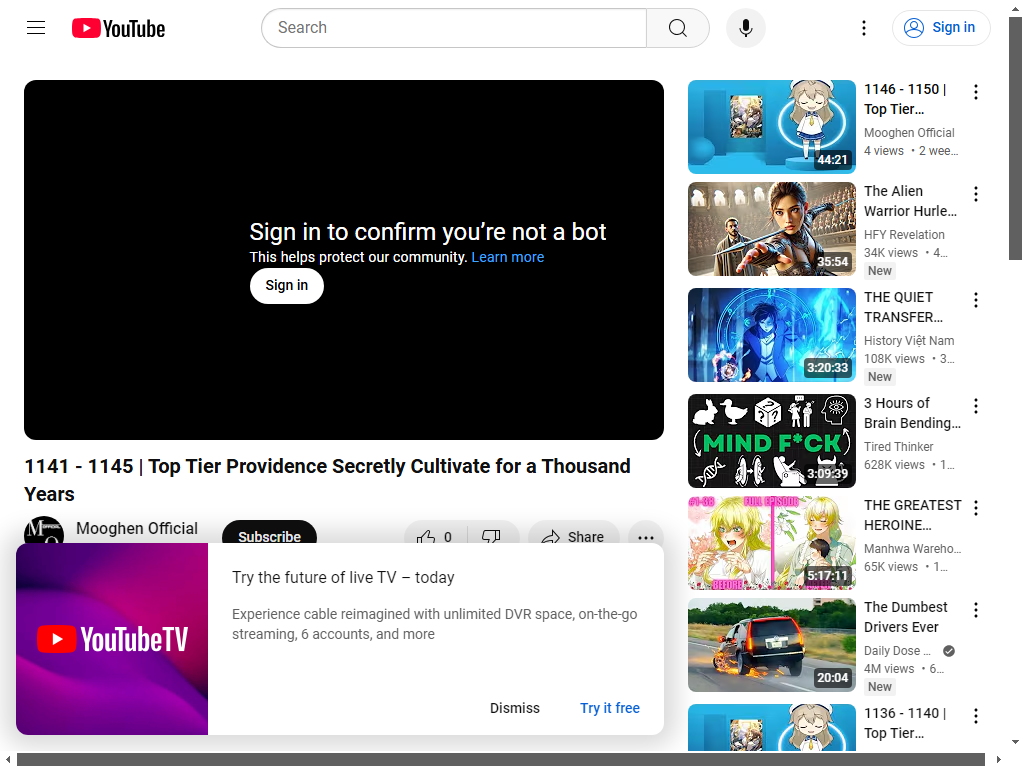 YouTube
Search
Sign in
Sign in to confirm you're not a bot
This helps protect our community. Learn more
Sign in
1141 - 1145 | Top Tier Providence Secretly Cultivate for a Thousand
Years
Mooghen Official
Subscribe
0
Share
YouTubeTV
Try the future of live TV – today
Experience cable reimagined with unlimited DVR space, on-the-go
streaming, 6 accounts, and more
Dismiss
Try it free
44:21
1146 - 1150 |
Top Tier…
Mooghen Official
4 views • 2 wee…
35:54
The Alien
Warrior Hurle…
HFY Revelation
34K views • 4…
New
3:20:33
THE QUIET
TRANSFER…
History Việt Nam
108K views • 3…
New
MIND F*CK
3:09:39
3 Hours of
Brain Bending…
Tired Thinker
628K views • 1…
#1-38 FULL EPISODE
BEFORE
5:17:11
THE GREATEST
HEROINE…
Manhwa Wareho…
65K views • 1…
20:04
The Dumbest
Drivers Ever
Daily Dose …
4M views • 6…
New
1136 - 1140 |
Top Tier…